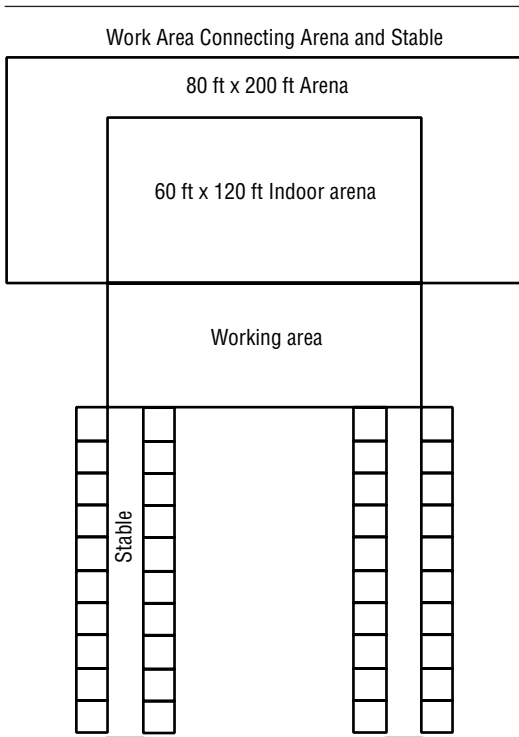 Work Area Connecting Arena and Stable
80 ft x 200 ft Arena
60 ft x 120 ft Indoor arena
Working area
Stable